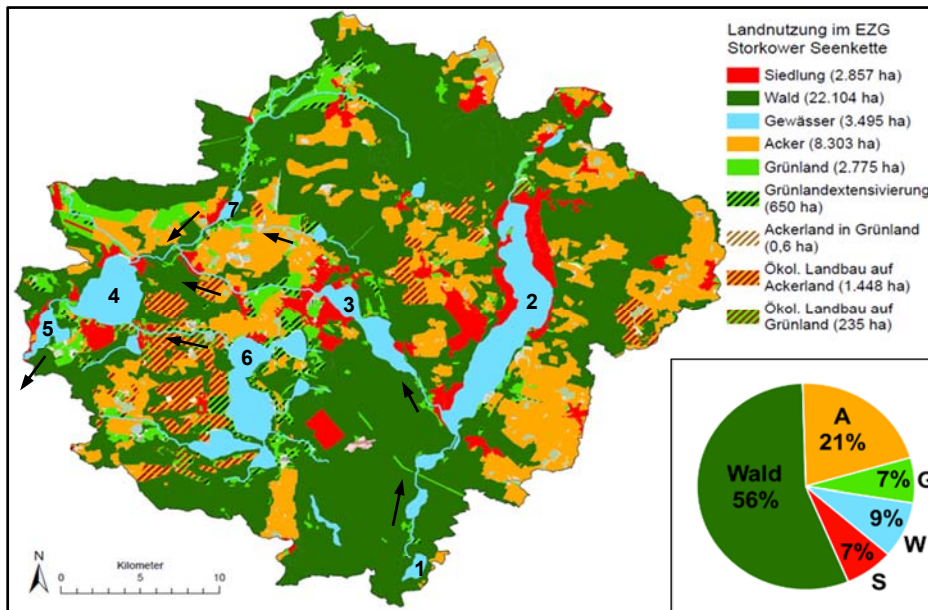 Landnutzung im EZG
Storkower Seenkette
Siedlung (2.857 ha)
Wald (22.104 ha)
Gewässer (3.495 ha)
Acker (8.303 ha)
Grünland (2.775 ha)
Grünlandextensivierung
(650 ha)
Ackerland in Grünland
(0,6 ha)
Ökol. Landbau auf
Ackerland (1.448 ha)
Ökol. Landbau auf
Grünland (235 ha)
7
4
3
2
5
6
1
N
Kilometer
0 5 10
A
21%
Wald
56%
7% G
9%
W
7%
S